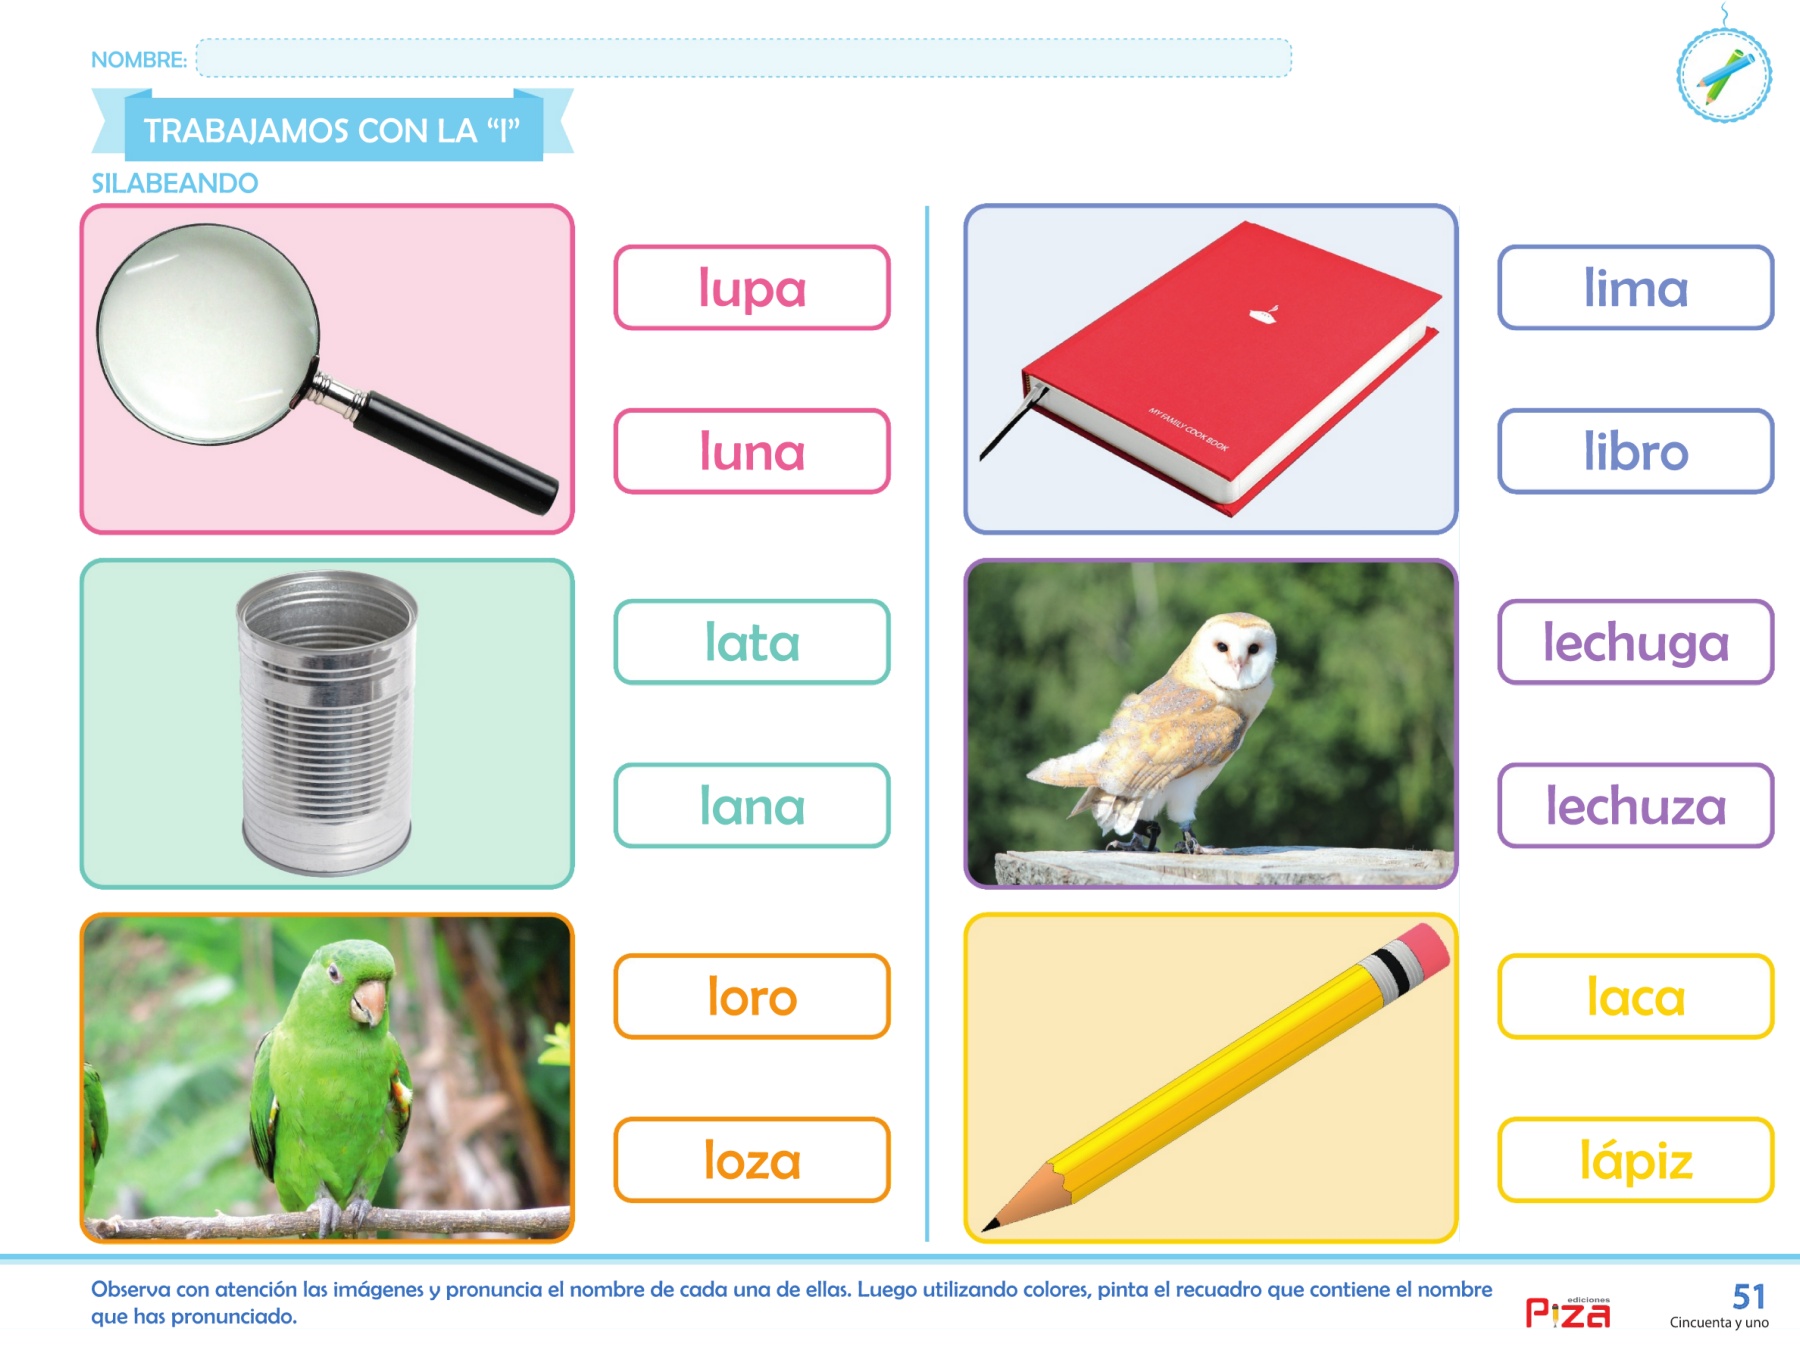 NOMBRE:
TRABAJAMOS CON LA “l”
SILABEANDO
lupa
luna
lata
lana
loro
loza
MY FAMILY COOK BOOK
lima
libro
lechuga
lechuza
laca
lápiz
Observa con atención las imágenes y pronuncia el nombre de cada una de ellas. Luego utilizando colores, pinta el recuadro que contiene el nombre
que has pronunciado.
ediciones
Piza
51
Cincuenta y uno